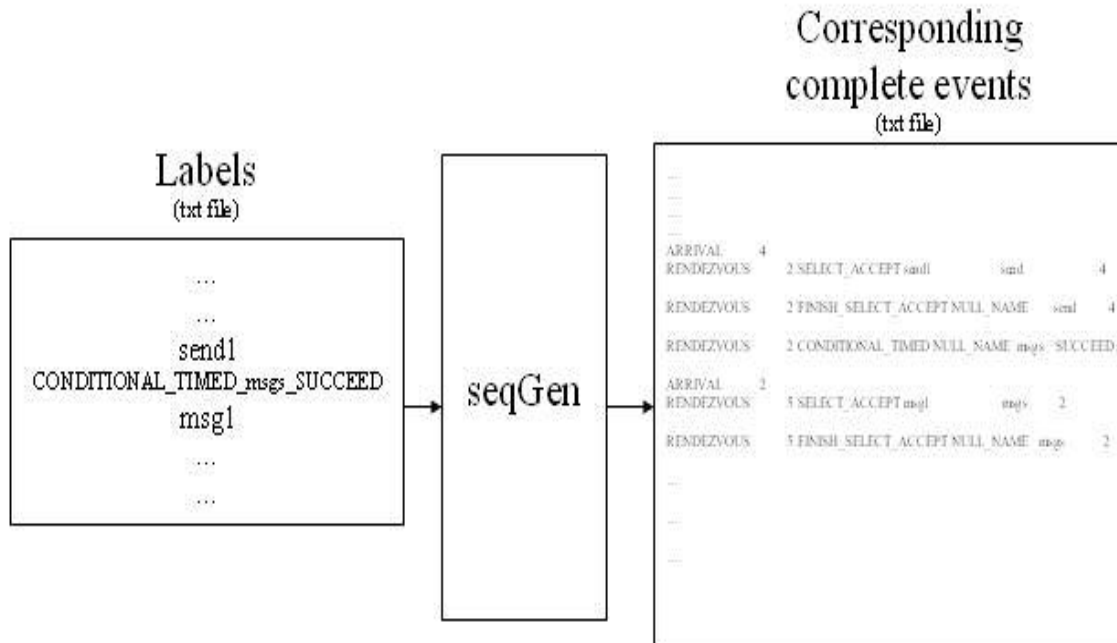 Labels
(txt file)
...
...
send1
CONDITIONAL_TIMED_msgs_SUCCEED
msg1
...
...
seqGen
Corresponding
complete events
(txt file)
...
...
...
...
ARRIVAL 4
RENDEZVOUS 2 SELECT_ACCEPT send1 send 4
RENDEZVOUS 2 FINISH_SELECT_ACCEPT NULL_NAME send 4
RENDEZVOUS 2 CONDITIONAL_TIMED NULL_NAME msgs SUCCEED
ARRIVAL 2
RENDEZVOUS 5 SELECT_ACCEPT msg1 msgs 2
RENDEZVOUS 5 FINISH_SELECT_ACCEPT NULL_NAME msgs 2
...
...
...